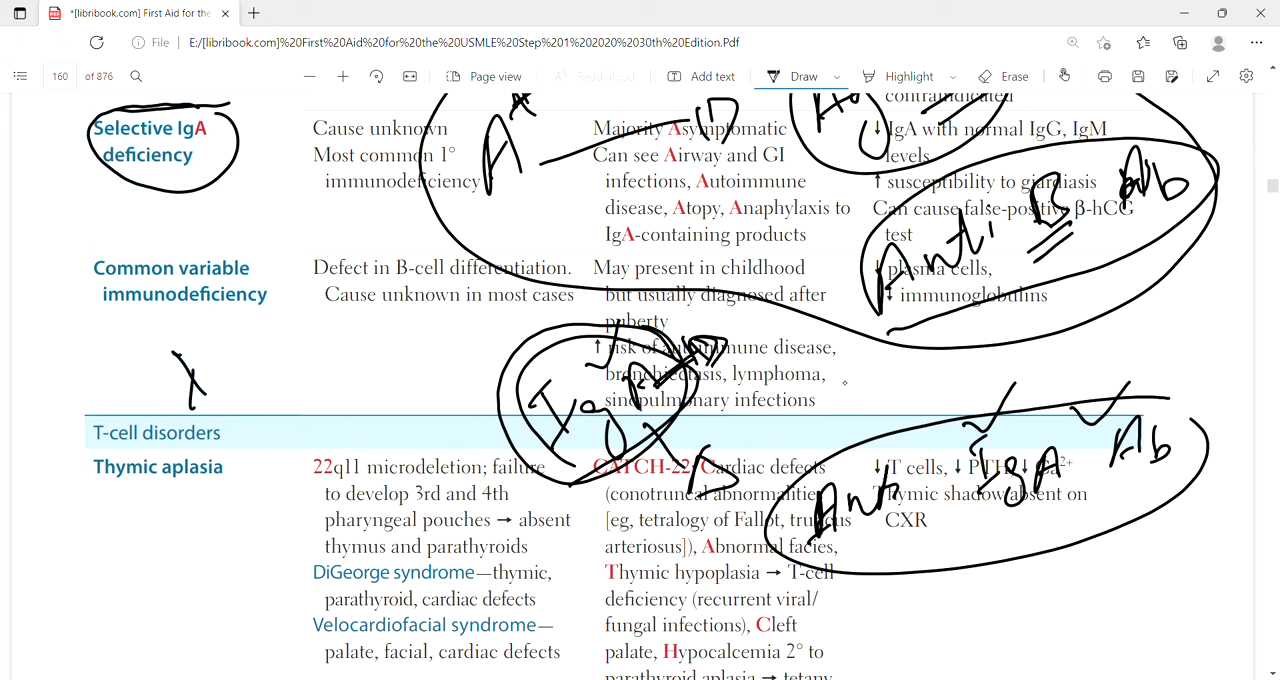 *[libribook.com] First Aid for the
File E:/[libribook.com]%20First%20Aid%20for%20the%20USMLE%20Step%201%202020%2030th%20Edition.Pdf
160 of 876 Page view Read aloud Add text Draw Highlight Erase
contraindicated
Selective IgA
deficiency
Cause unknown
Most common 1°
immunodeficiency
Majority Asymptomatic
Can see Airway and GI
infections, Autoimmune
disease, Atopy, Anaphylaxis to
IgA-containing products
↓ IgA with normal IgG, IgM
levels
↑ susceptibility to giardiasis
Can cause false-positive β-hCG
test
Anti B Ab
Common variable
immunodeficiency
Defect in B-cell differentiation.
Cause unknown in most cases
May present in childhood
but usually diagnosed after
puberty
↑ risk of autoimmune disease,
bronchiectasis, lymphoma,
sinopulmonary infections
↓ plasma cells,
↓ immunoglobulins
IgA
T-cell disorders
Thymic aplasia
22q11 microdeletion; failure
to develop 3rd and 4th
pharyngeal pouches → absent
thymus and parathyroids
DiGeorge syndrome—thymic,
parathyroid, cardiac defects
Velocardiofacial syndrome—
palate, facial, cardiac defects
CATCH-22: Cardiac defects
(conotruncal abnormalities
[eg, tetralogy of Fallot, truncus
arteriosus]), Abnormal facies,
Thymic hypoplasia → T-cell
deficiency (recurrent viral/
fungal infections), Cleft
palate, Hypocalcemia 2° to
parathyroid aplasia → tetany
↓ T cells, ↓ PTH, ↓ Ca2+
Thymic shadow absent on
CXR
Anti IgA Ab